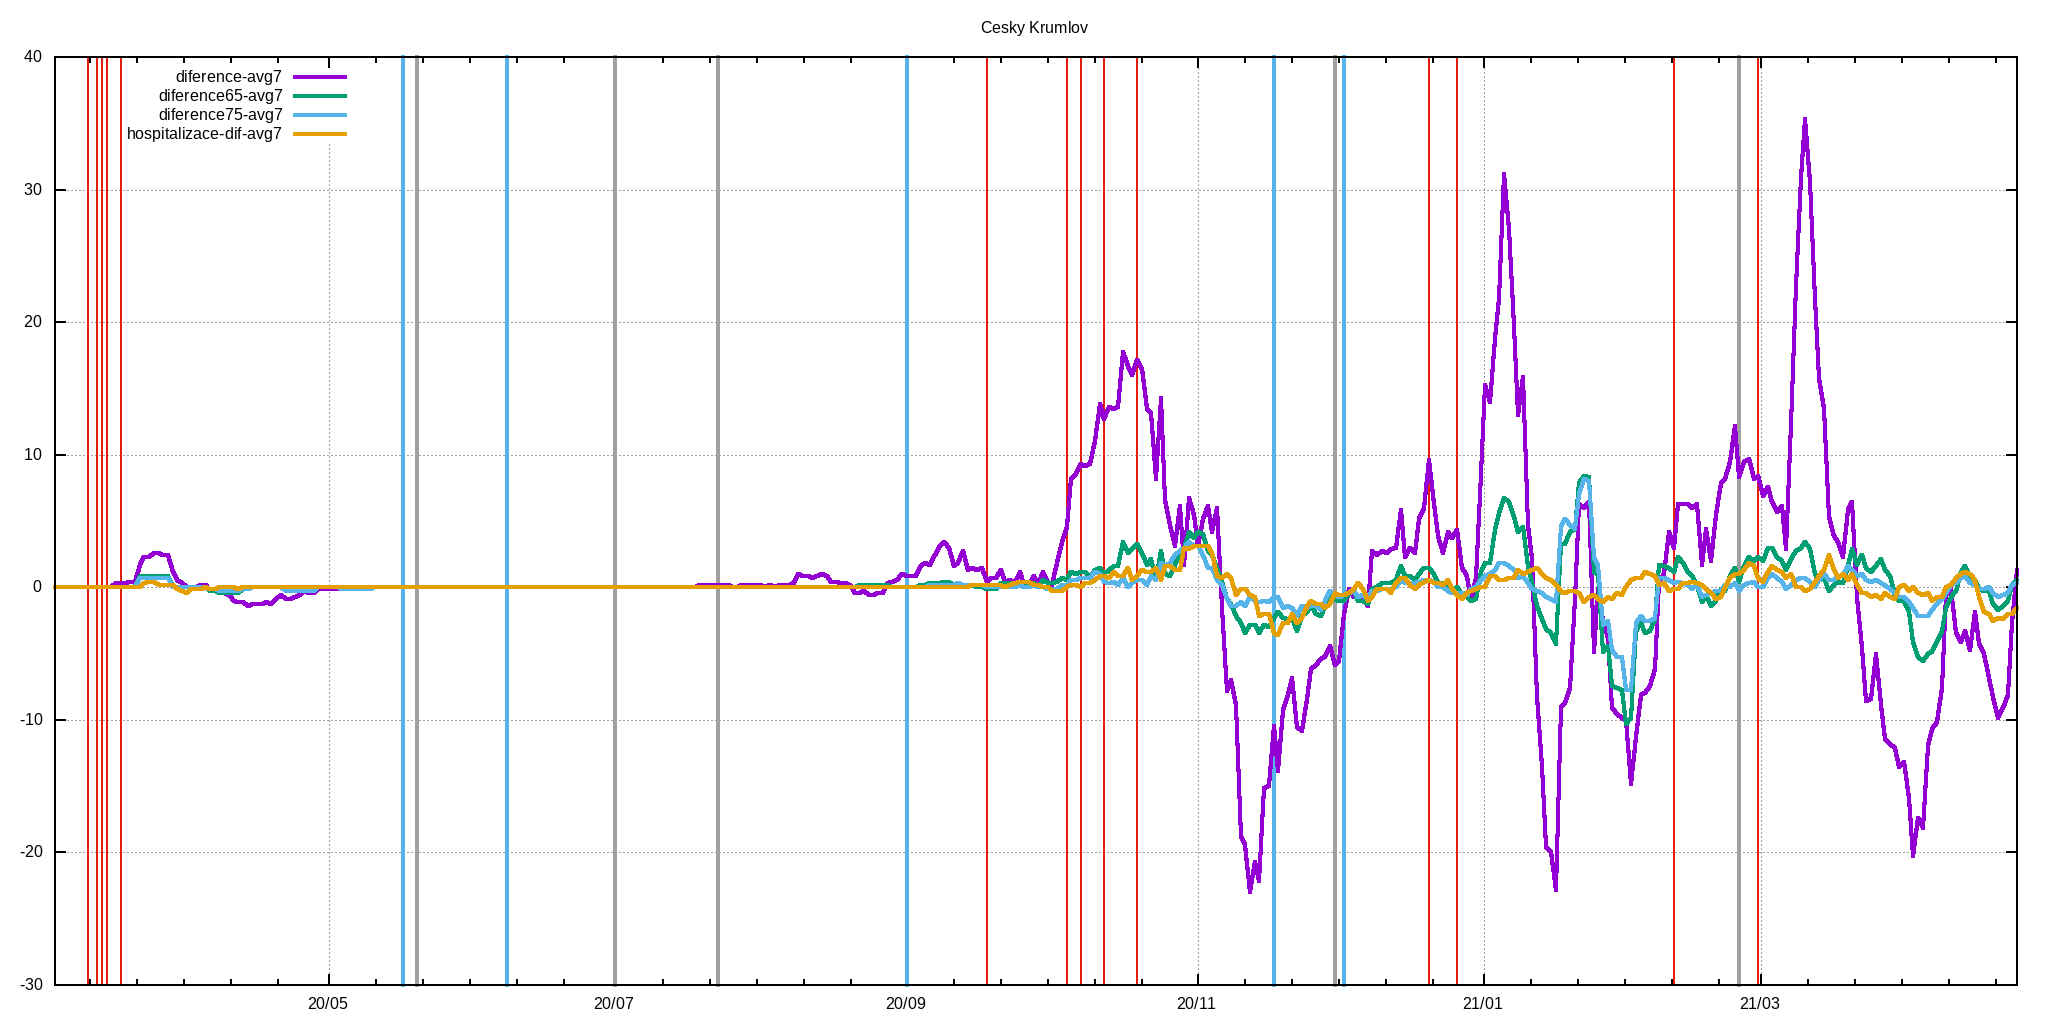 Cesky Krumlov
40
30
20
10
0
-10
-20
-30
diference-avg7
diference65-avg7
diference75-avg7
hospitalizace-dif-avg7
20/05
20/07
20/09
20/11
21/01
21/03